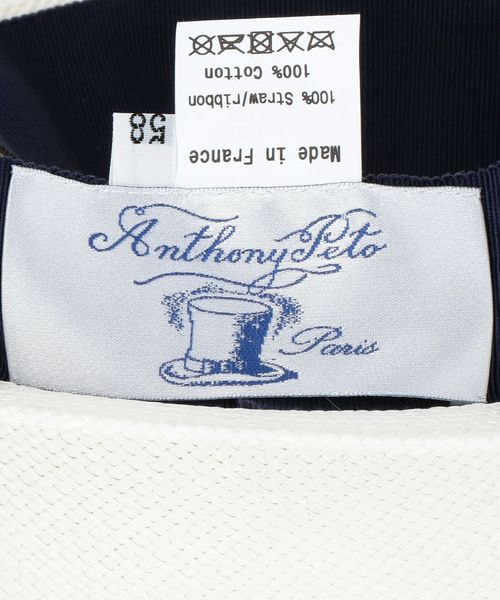 Made in France
100% Straw/ribbon
100% Cotton
58
Anthony Peto
Paris